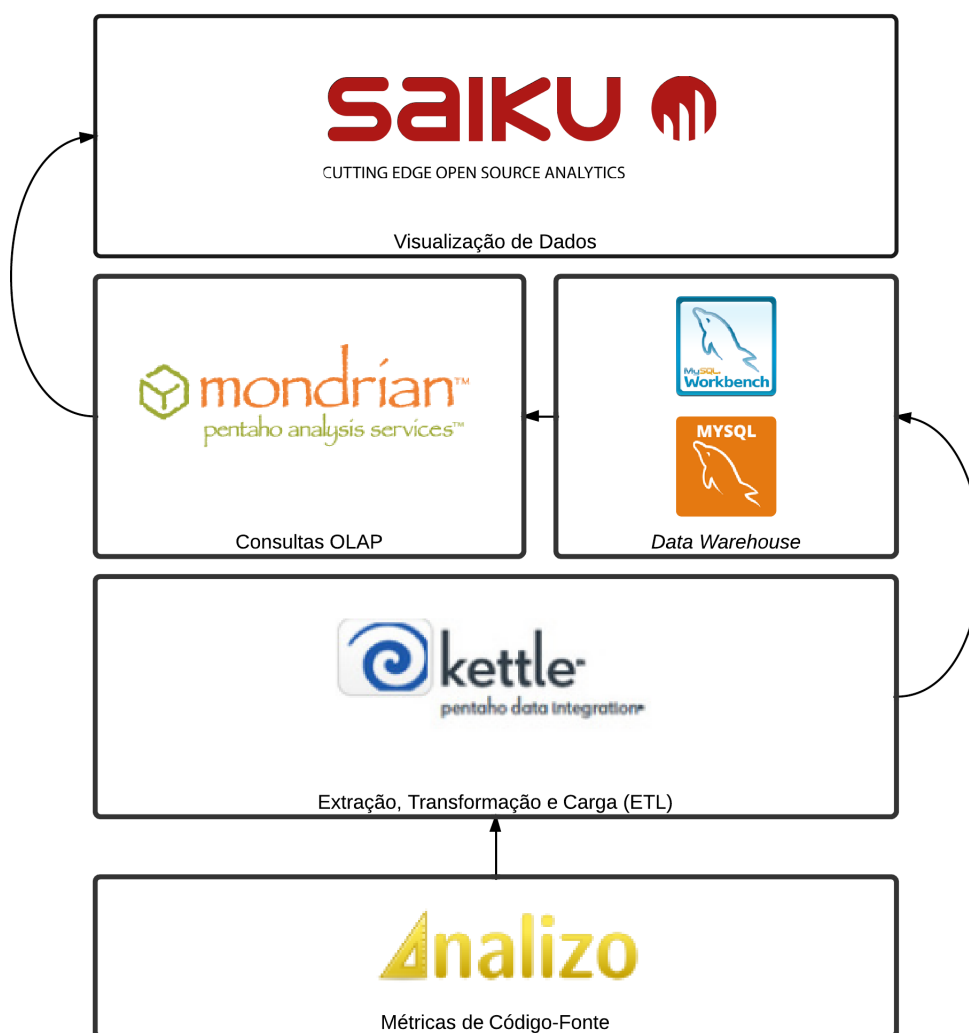 SAIKU
CUTTING EDGE OPEN SOURCE ANALYTICS
Visualização de Dados
mondrian™
pentaho analysis services™
Consultas OLAP
MySQL
Workbench
MYSQL
Data Warehouse
kettle
pentaho data integration
Extração, Transformação e Carga (ETL)
Analizo
Métricas de Código-Fonte